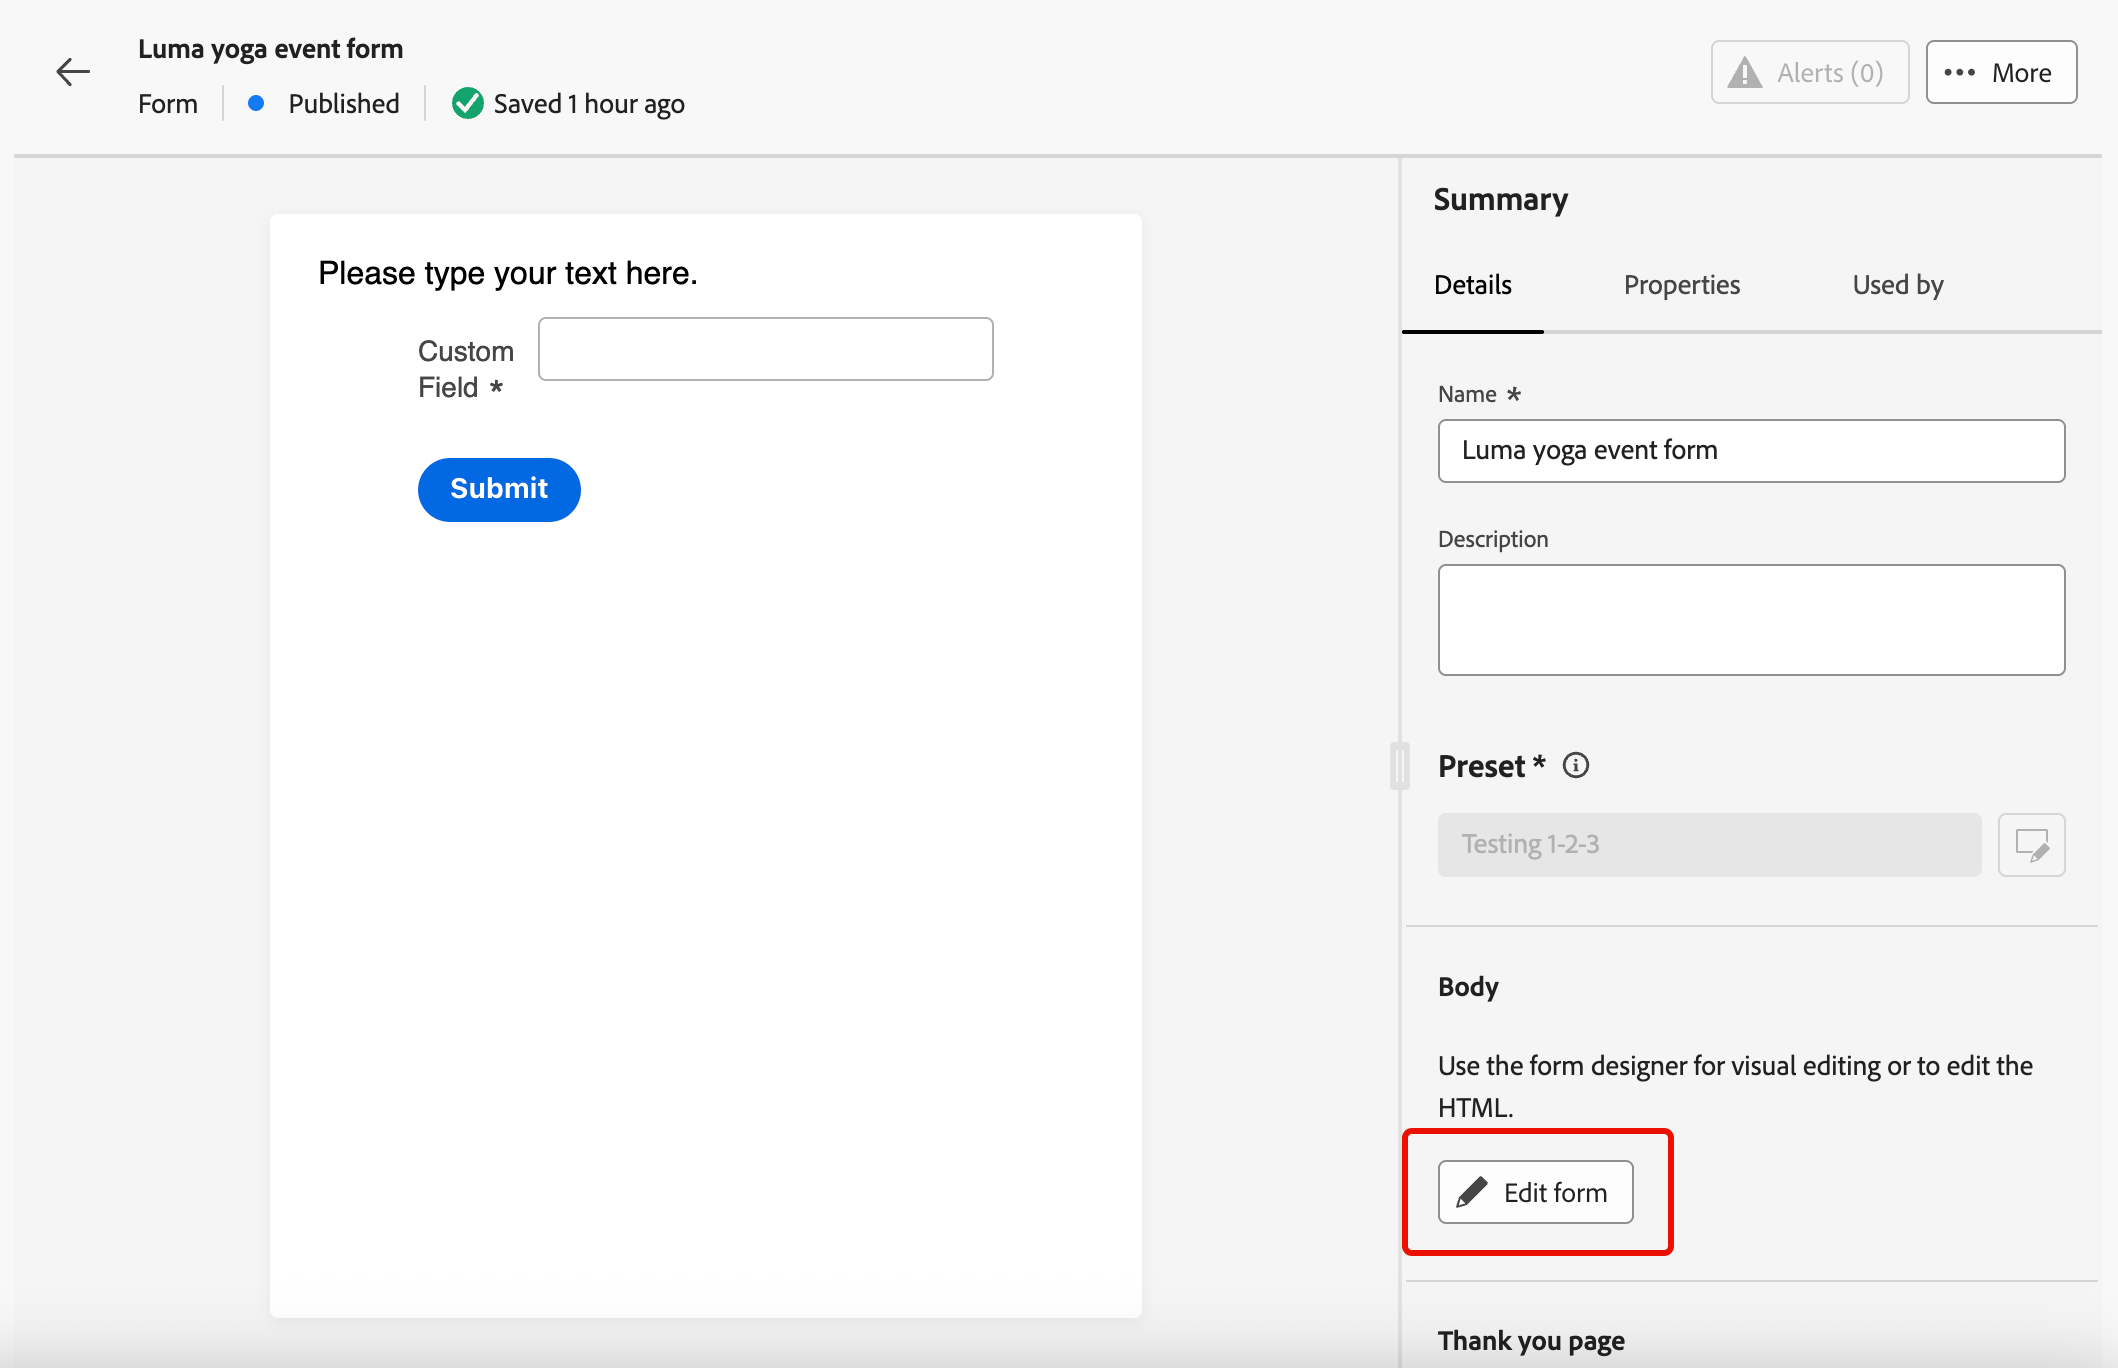 Luma yoga event form
Form
Published
Saved 1 hour ago
Alerts (0)
More
Please type your text here.
Custom
Field *
Submit
Summary
Details
Properties
Used by
Name *
Luma yoga event form
Description
Preset *
Testing 1-2-3
Body
Use the form designer for visual editing or to edit the
HTML.
Edit form
Thank you page